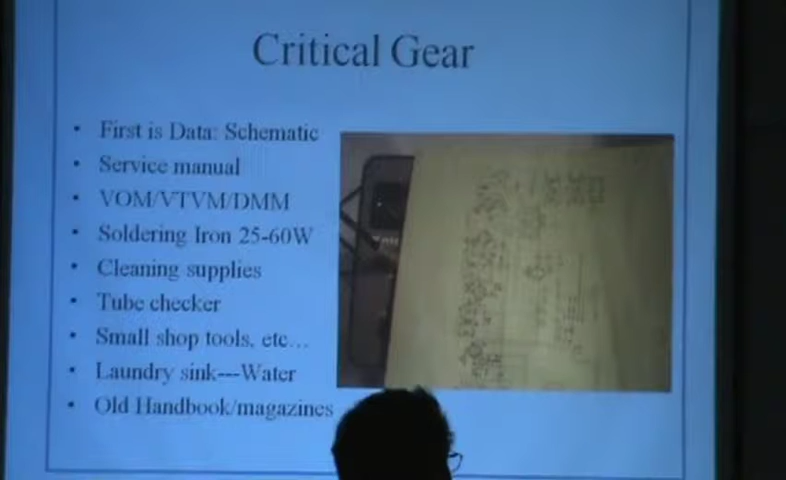 Critical Gear
• First is Data: Schematic
• Service manual
• VOM/VTVM/DMM
• Soldering Iron 25-60W
• Cleaning supplies
• Tube checker
• Small shop tools, etc…
• Laundry sink---Water
• Old Handbook/magazines